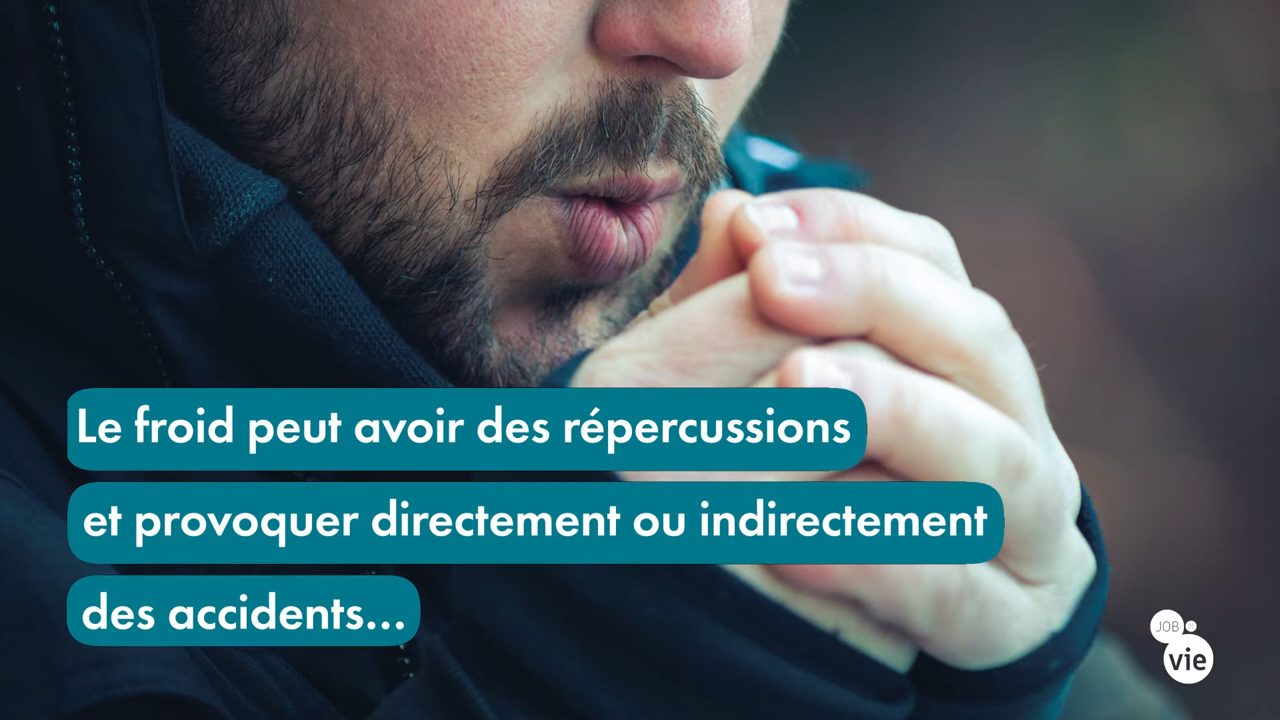 Le froid peut avoir des répercussions
et provoquer directement ou indirectement
des accidents...
JOB
vie